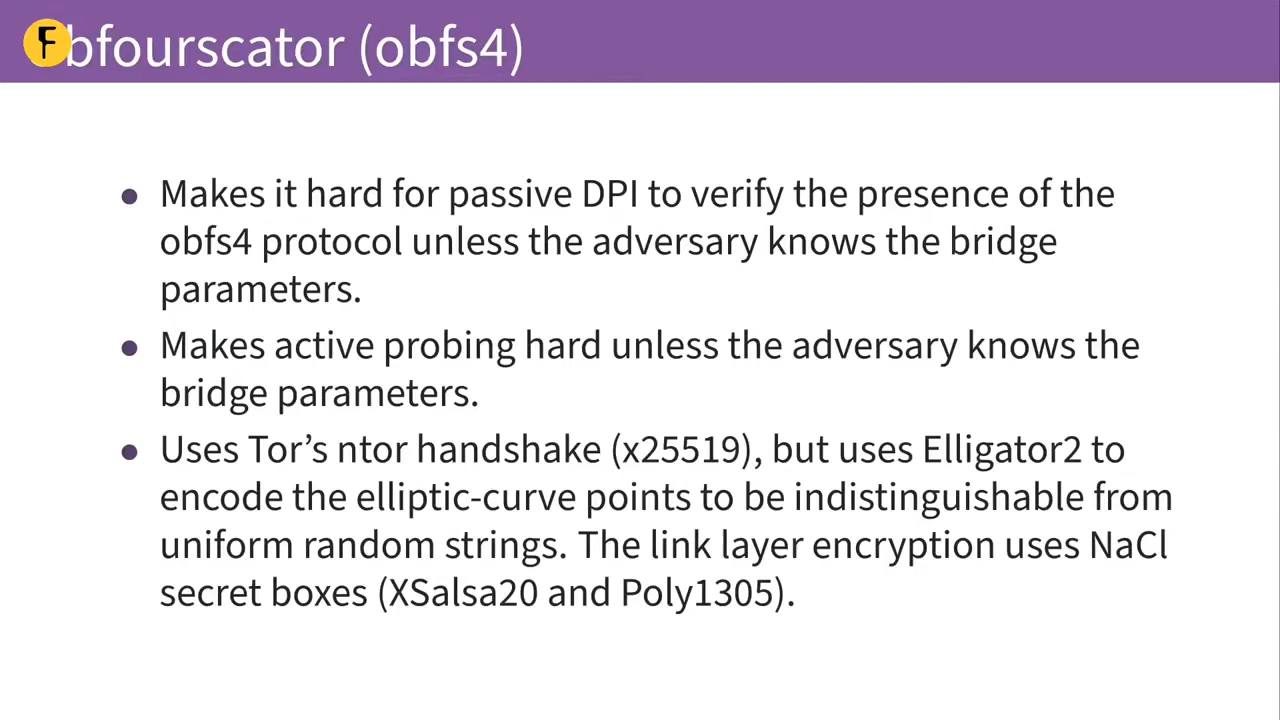 F
bfourscator (obfs4)
● Makes it hard for passive DPI to verify the presence of the
obfs4 protocol unless the adversary knows the bridge
parameters.
● Makes active probing hard unless the adversary knows the
bridge parameters.
● Uses Tor’s ntor handshake (x25519), but uses Elligator2 to
encode the elliptic-curve points to be indistinguishable from
uniform random strings. The link layer encryption uses NaCl
secret boxes (XSalsa20 and Poly1305).